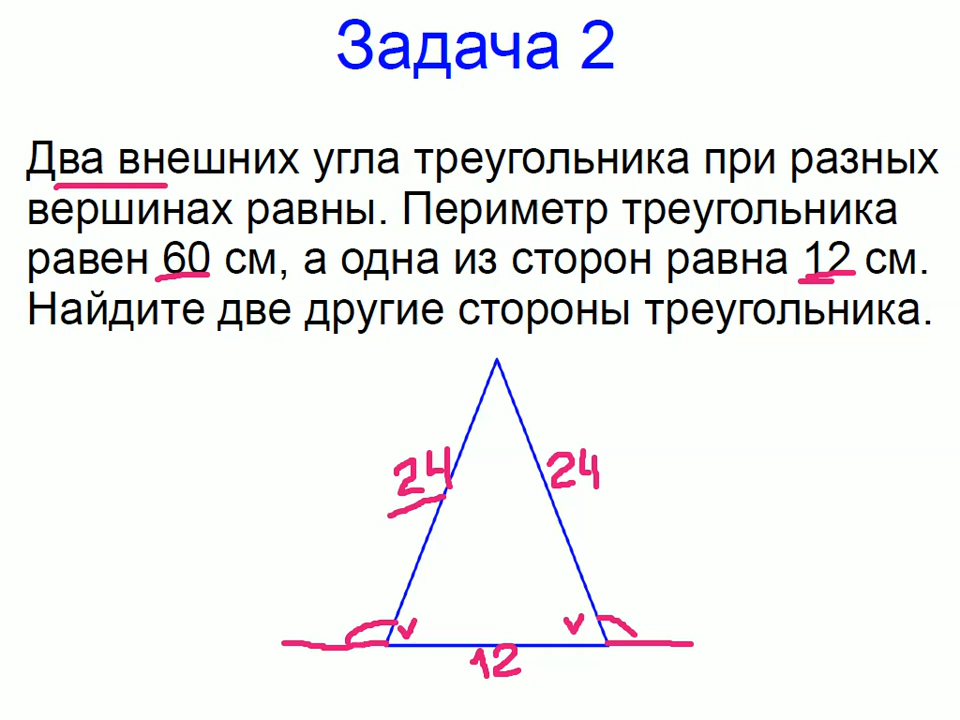 Задача 2
Два внешних угла треугольника при разных
вершинах равны. Периметр треугольника
равен 60 см, а одна из сторон равна 12 см.
Найдите две другие стороны треугольника.
24 24
12